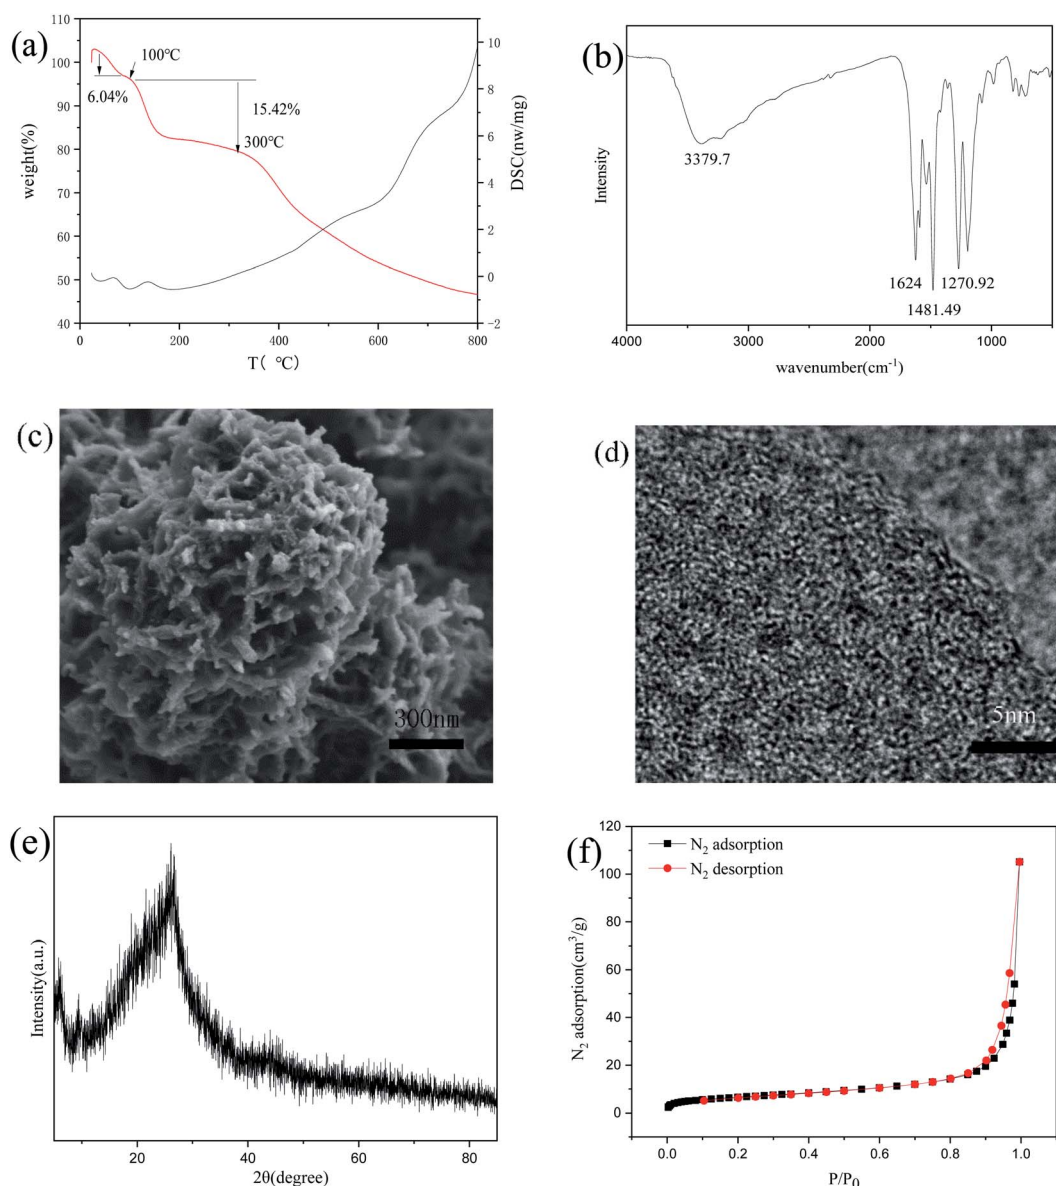 (a)
110
100
90
80
70
60
50
40
weight(%)
100℃
6.04%
15.42%
300℃
10
8
6
4
2
0
-2
DSC(nw/mg)
0 200 400 600 800
T( ℃)
(b)
Intensity
3379.7
1624
1270.92
1481.49
4000 3000 2000 1000
wavenumber(cm⁻¹)
(c)
300nm
(d)
5nm
(e)
Intensity(a.u.)
20 40 60 80
2θ(degree)
(f)
N₂ adsorption
N₂ desorption
120
100
80
60
40
20
0
N₂ adsorption(cm³/g)
0.0 0.2 0.4 0.6 0.8 1.0
P/P₀